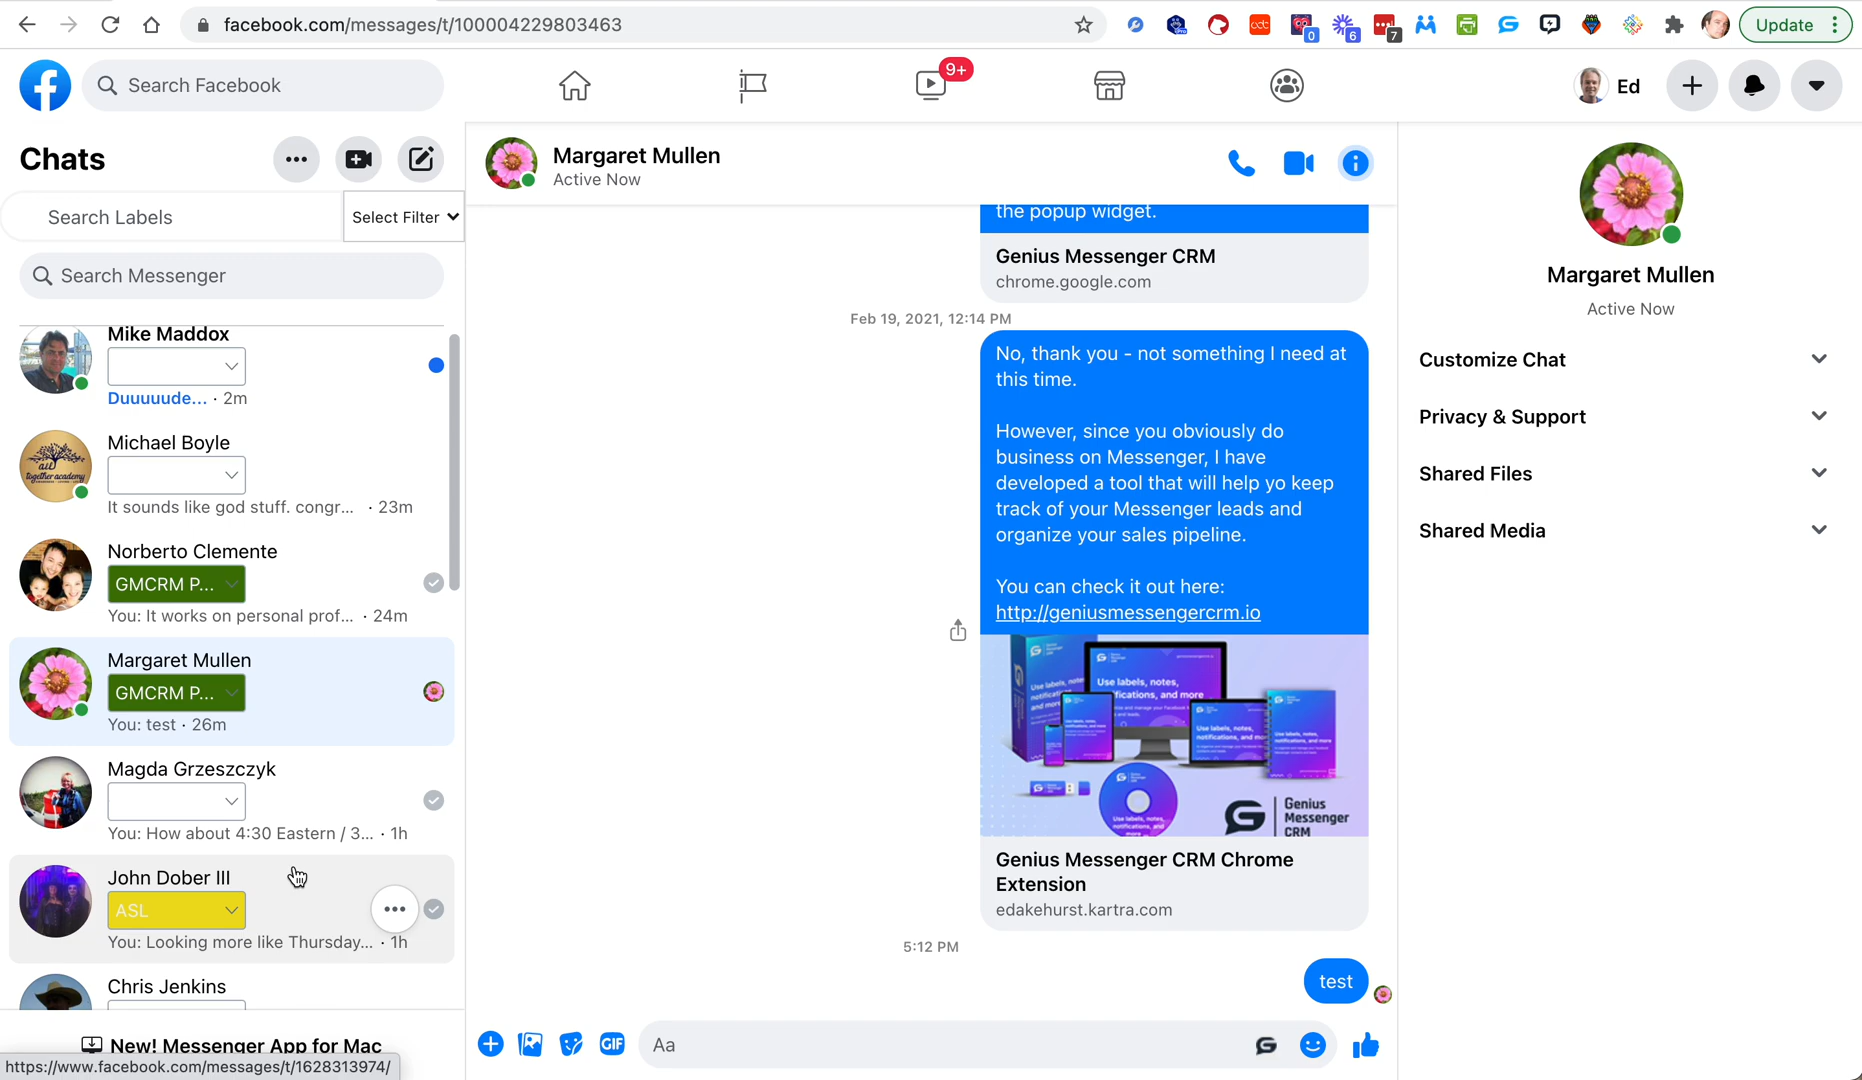 facebook.com/messages/t/100004229803463
0
6
7
Update
Search Facebook
9+
Ed
Chats
Search Labels
Select Filter
Search Messenger
Mike Maddox
Duuuuude... · 2m
Michael Boyle
It sounds like god stuff. congr... · 23m
Norberto Clemente
GMCRM P...
You: It works on personal prof... · 24m
Margaret Mullen
GMCRM P...
You: test · 26m
Magda Grzeszczyk
You: How about 4:30 Eastern / 3... · 1h
John Dober III
ASL
You: Looking more like Thursday... · 1h
Chris Jenkins
New! Messenger App for Mac
https://www.facebook.com/messages/t/1628313974/
Margaret Mullen
Active Now
the popup widget.
Genius Messenger CRM
chrome.google.com
Feb 19, 2021, 12:14 PM
No, thank you - not something I need at
this time.
However, since you obviously do
business on Messenger, I have
developed a tool that will help yo keep
track of your Messenger leads and
organize your sales pipeline.
You can check it out here:
http://geniusmessengercrm.io
Use labels, notes,
notifications, and more
Genius
Messenger
CRM
Genius Messenger CRM Chrome
Extension
edakehurst.kartra.com
5:12 PM
test
GIF
Aa
Margaret Mullen
Active Now
Customize Chat
Privacy & Support
Shared Files
Shared Media